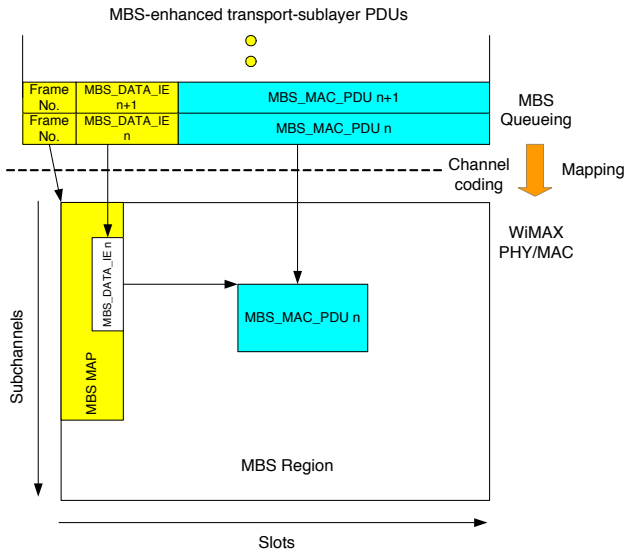 MBS-enhanced transport-sublayer PDUs
Frame No.
MBS_DATA_IE n+1
MBS_MAC_PDU n+1
Frame No.
MBS_DATA_IE n
MBS_MAC_PDU n
MBS Queueing
Channel coding
Mapping
WiMAX PHY/MAC
Subchannels
MBS MAP
MBS_DATA_IE n
MBS_MAC_PDU n
MBS Region
Slots